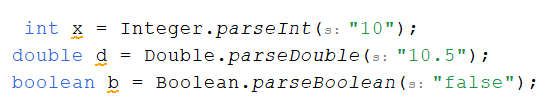 int x = Integer.parseInt(s: "10");
double d = Double.parseDouble(s: "10.5");
boolean b = Boolean.parseBoolean(s: "false");